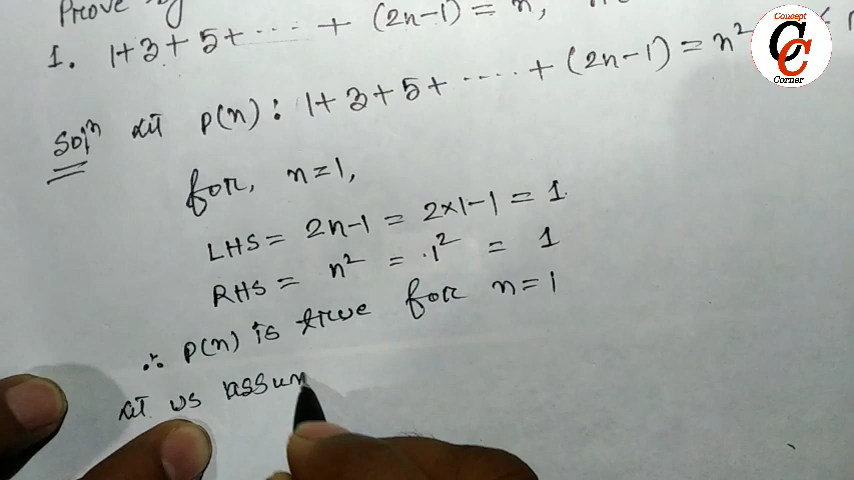 Prove by
1. 1+3+5+ ..... + (2n-1) = n,
Solⁿ let P(n): 1+3+5+ ..... + (2n-1) = n²
for, n=1,
LHS = 2n-1 = 2×1-1 = 1.
RHS = n² = 1² = 1
∴ P(n) is true for n=1
let us assum
Concept
CC
Corner